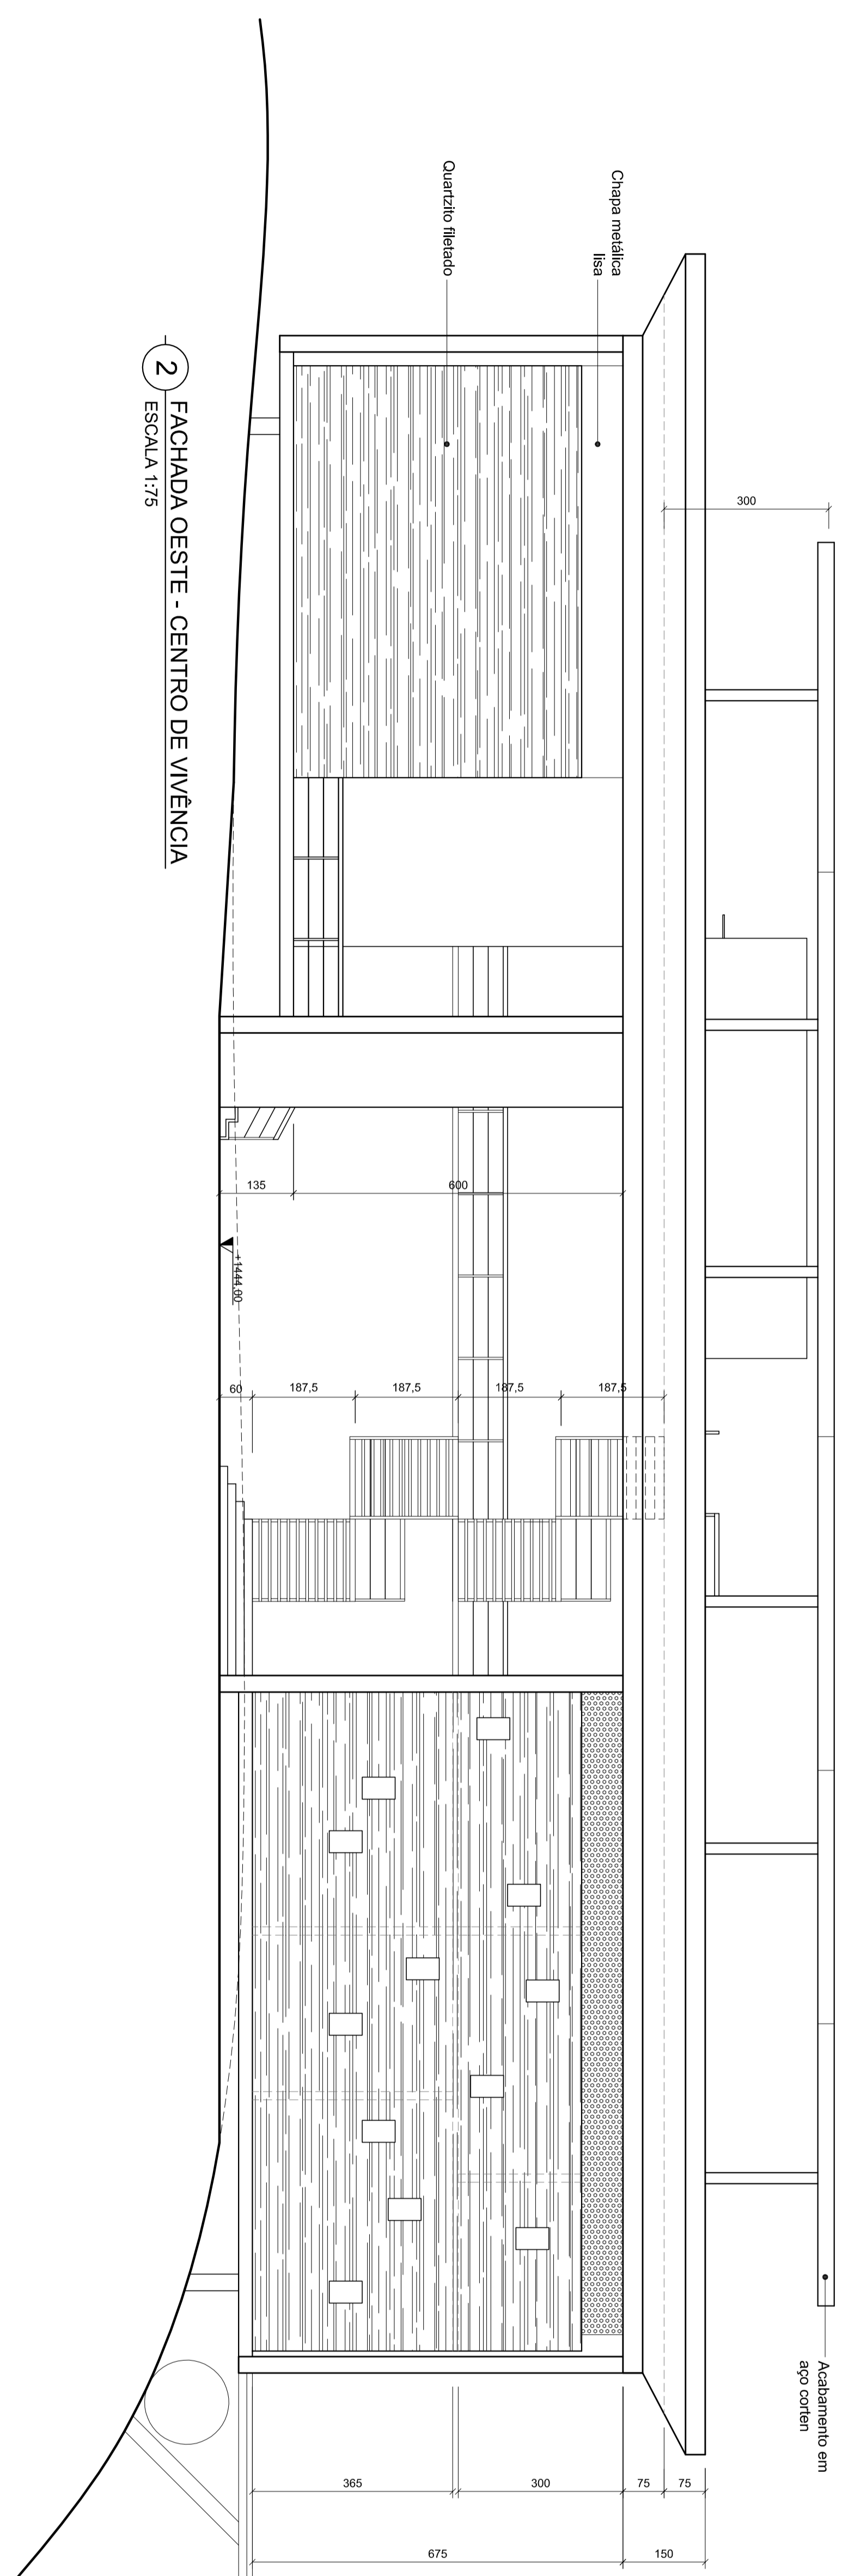 300
Chapa metálica
lisa
Quartzito filetado
135
600
+1444,00
60
187,5
187,5
187,5
187,5
Acabamento em
aço corten
365
300
75
75
675
150
2
FACHADA OESTE - CENTRO DE VIVÊNCIA
ESCALA 1:75